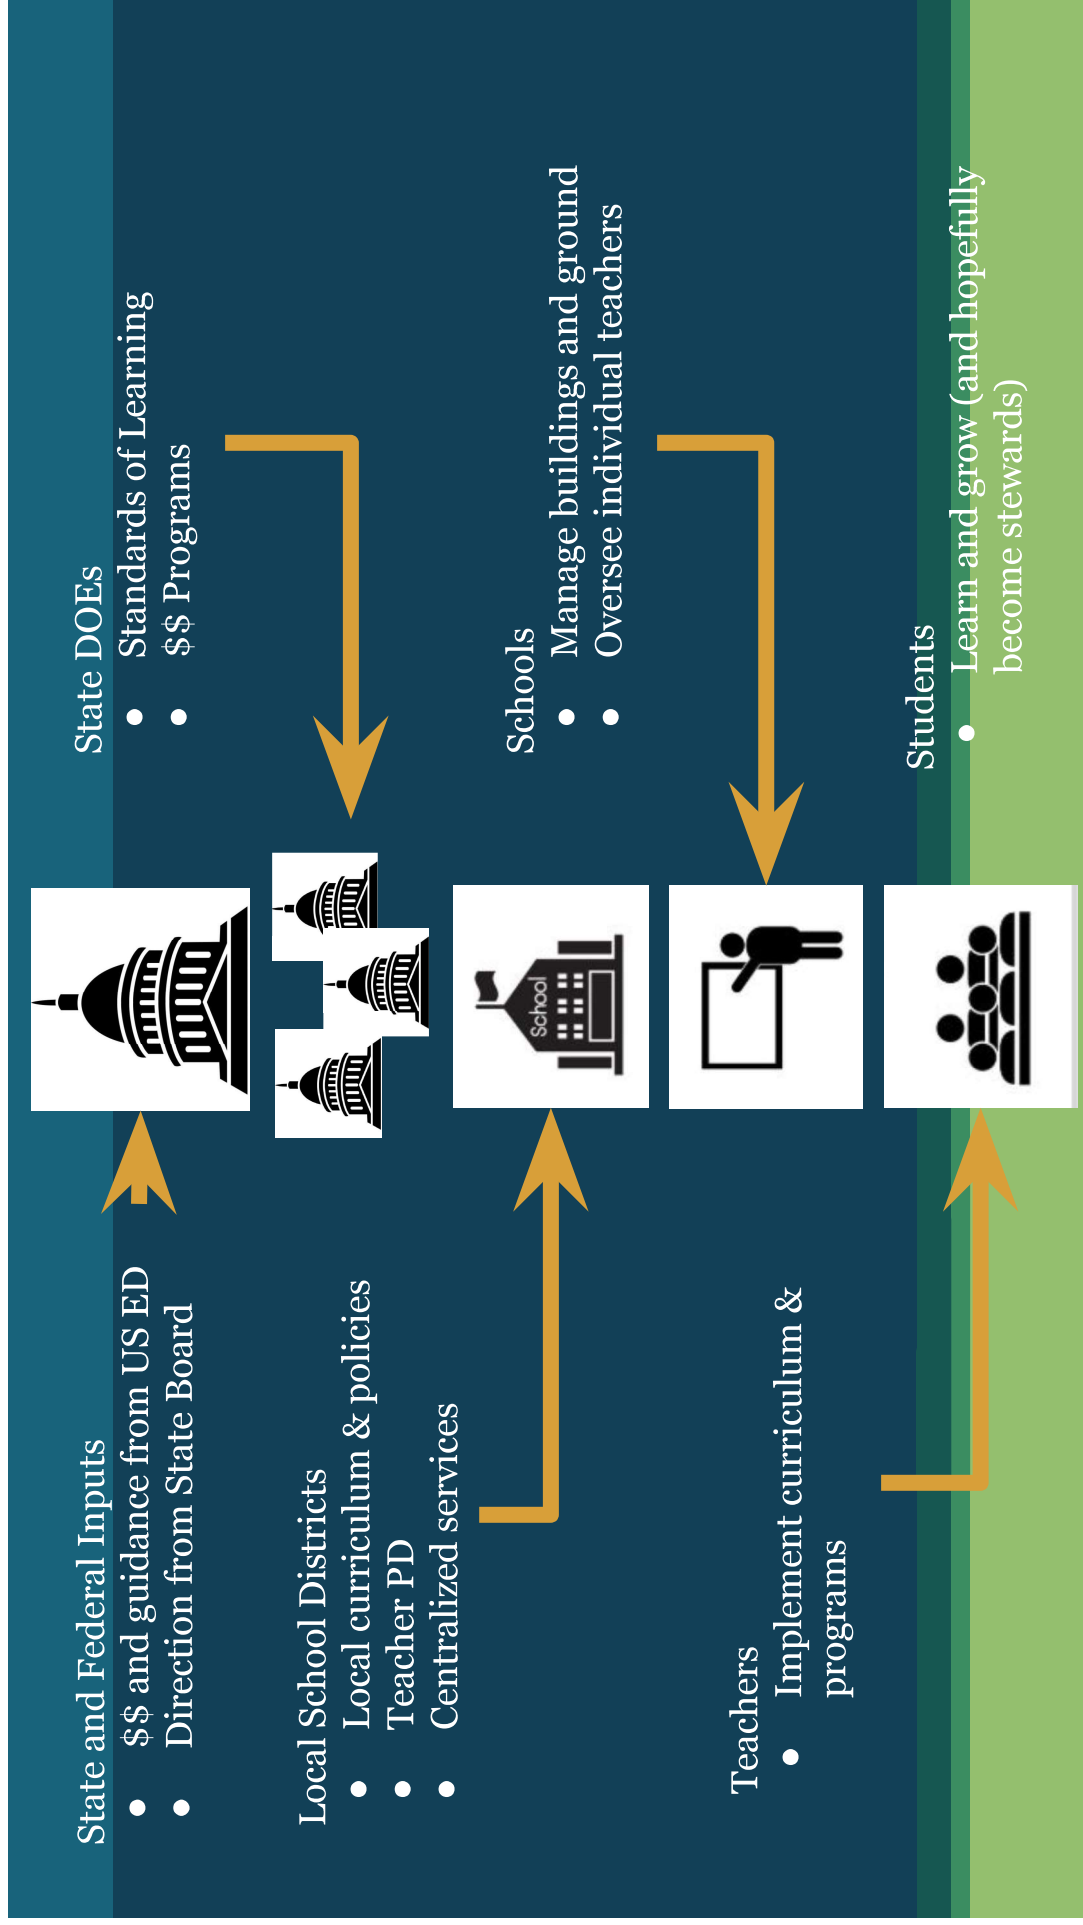 State and Federal Inputs
● $$ and guidance from US ED
● Direction from State Board
State DOEs
● Standards of Learning
● $$ Programs
Local School Districts
● Local curriculum & policies
● Teacher PD
● Centralized services
School
Schools
● Manage buildings and ground
● Oversee individual teachers
Teachers
● Implement curriculum &
programs
Students
● Learn and grow (and hopefully
become stewards)